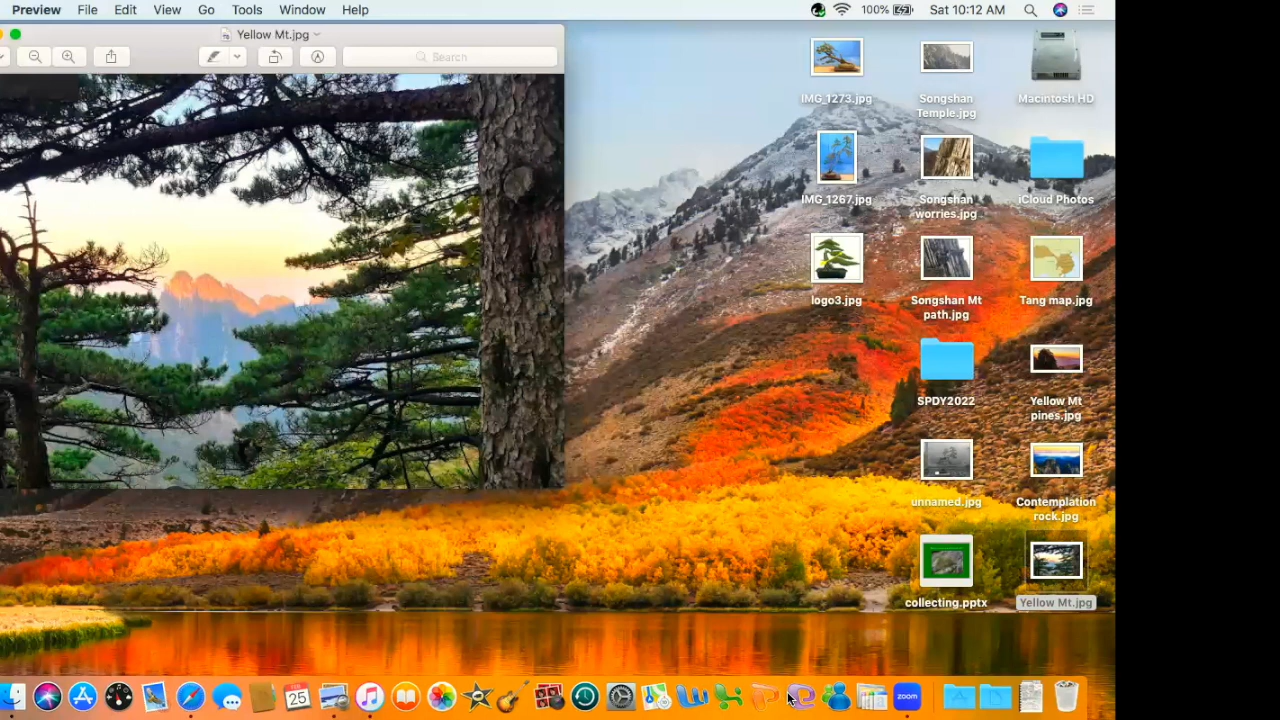 Preview File Edit View Go Tools Window Help 100% Sat 10:12 AM
Yellow Mt.jpg
Search
IMG_1273.jpg
Songshan Temple.jpg
Macintosh HD
IMG_1267.jpg
Songshan worries.jpg
iCloud Photos
logo3.jpg
Songshan Mt path.jpg
Tang map.jpg
SPDY2022
Yellow Mt pines.jpg
unnamed.jpg
Contemplation rock.jpg
collecting.pptx
Yellow Mt.jpg
25
zoom